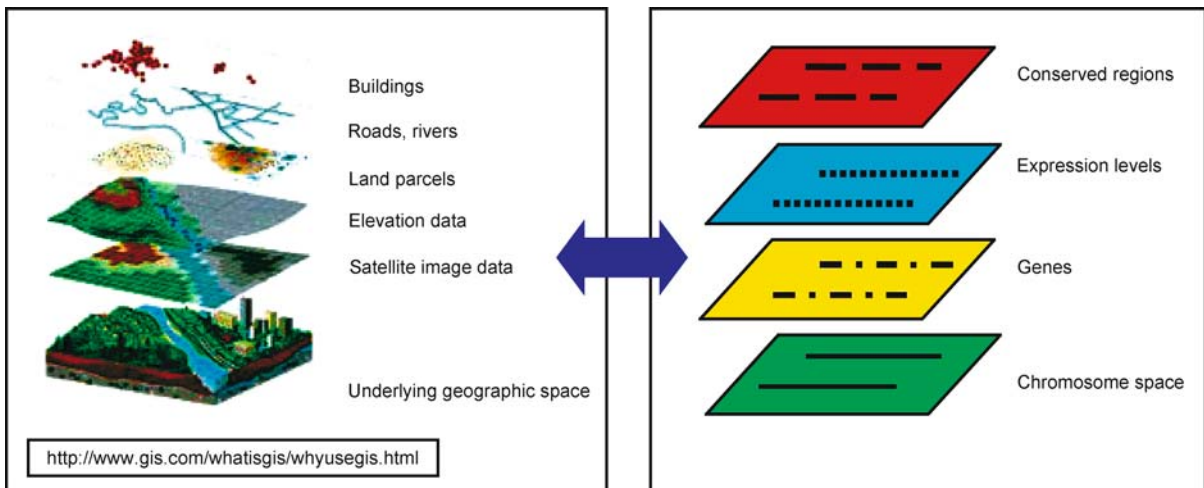 Buildings
Roads, rivers
Land parcels
Elevation data
Satellite image data
Underlying geographic space
http://www.gis.com/whatisgis/whyusegis.html
Conserved regions
Expression levels
Genes
Chromosome space